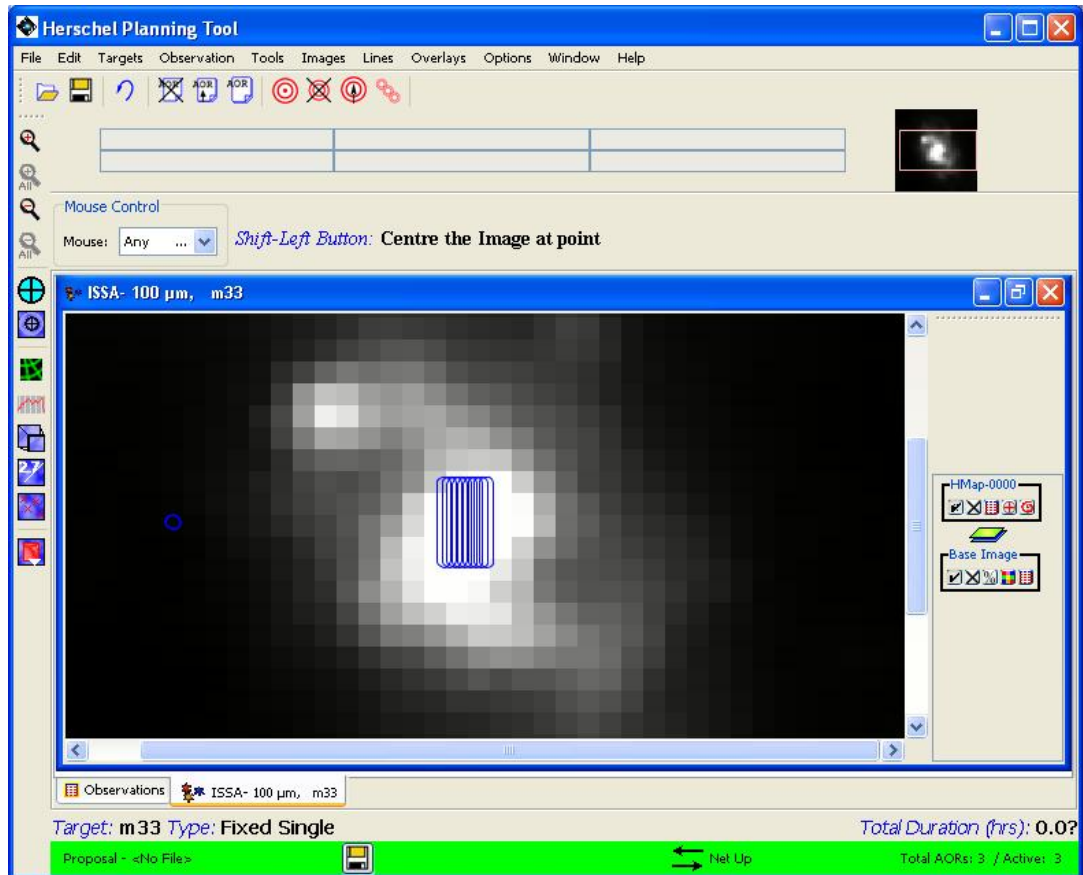 Herschel Planning Tool
File Edit Targets Observation Tools Images Lines Overlays Options Window Help
AOR AOR AOR
All
All
Mouse Control
Mouse: Any ... Shift-Left Button: Centre the Image at point
ISSA- 100 µm, m33
HMap-0000
Base Image
Observations ISSA- 100 µm, m33
Target: m33 Type: Fixed Single Total Duration (hrs): 0.0?
Proposal - <No File> Net Up Total AORs: 3 / Active: 3